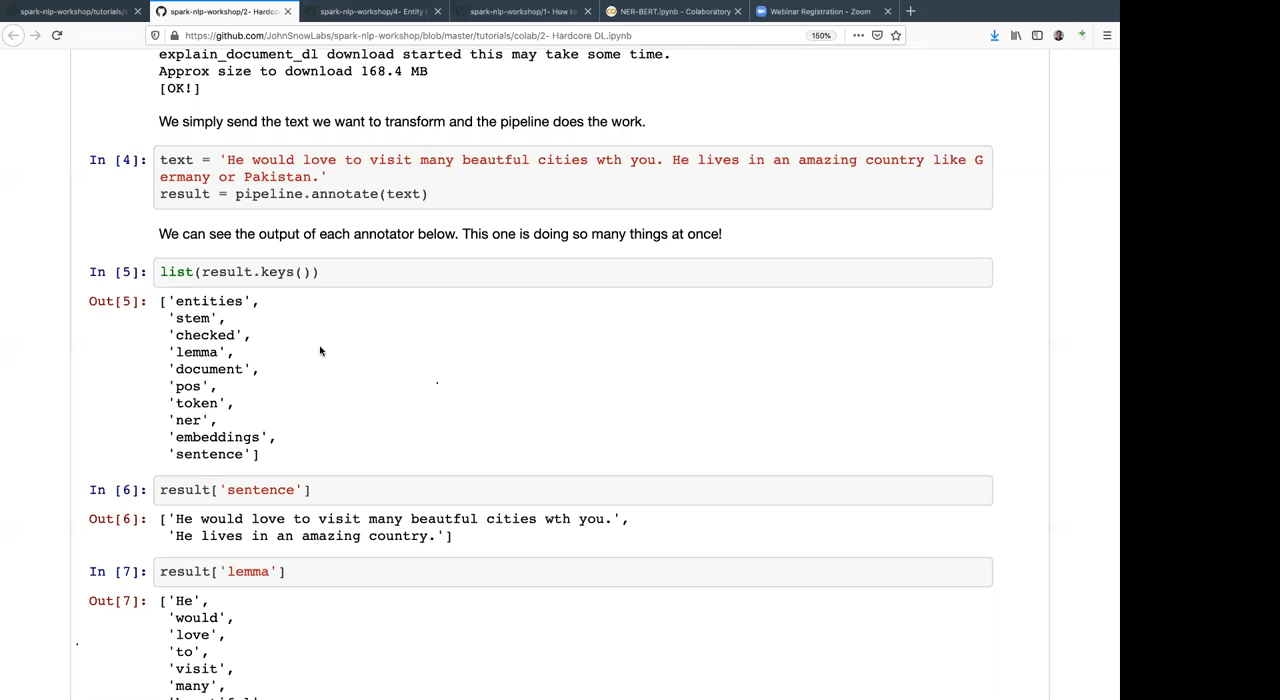 spark-nlp-workshop/tutorials/
spark-nlp-workshop/2- Hardco
spark-nlp-workshop/4- Entity
spark-nlp-workshop/1- How to
NER-BERT.ipynb - Colaboratory
Webinar Registration - Zoom
https://github.com/JohnSnowLabs/spark-nlp-workshop/blob/master/tutorials/colab/2- Hardcore DL.ipynb
150%
explain_document_dl download started this may take some time.
Approx size to download 168.4 MB
[OK!]
We simply send the text we want to transform and the pipeline does the work.
In [4]: text = 'He would love to visit many beautful cities wth you. He lives in an amazing country like G
ermany or Pakistan.'
result = pipeline.annotate(text)
We can see the output of each annotator below. This one is doing so many things at once!
In [5]: list(result.keys())
Out[5]: ['entities',
'stem',
'checked',
'lemma',
'document',
'pos',
'token',
'ner',
'embeddings',
'sentence']
In [6]: result['sentence']
Out[6]: ['He would love to visit many beautful cities wth you.',
'He lives in an amazing country.']
In [7]: result['lemma']
Out[7]: ['He',
'would',
'love',
'to',
'visit',
'many',